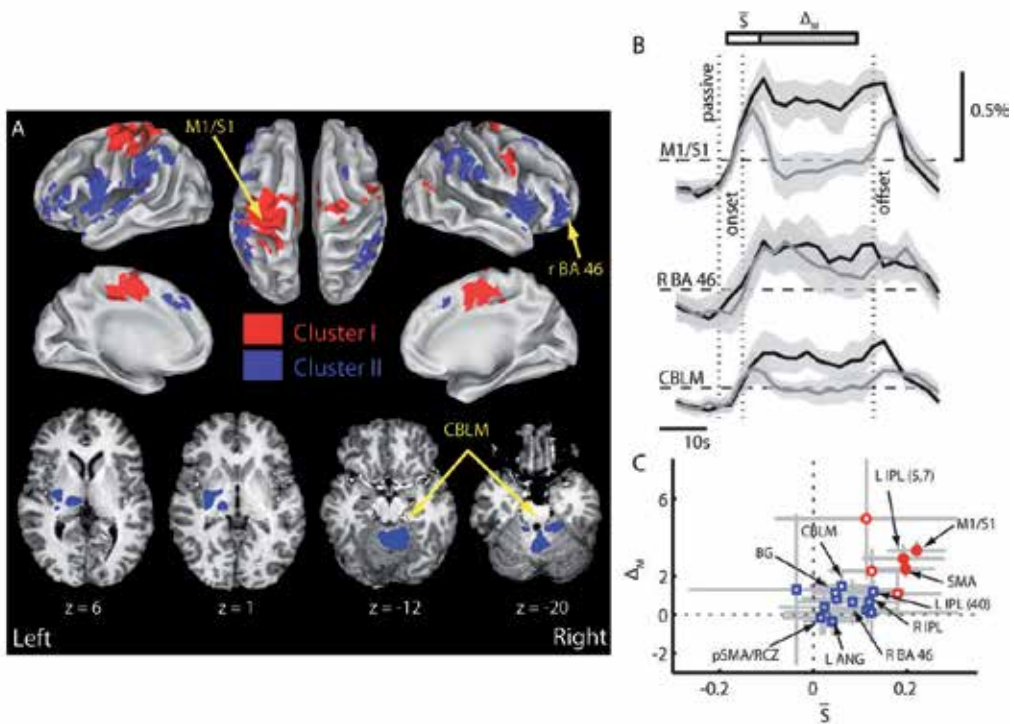 A
M1/S1
r BA 46
Cluster I
Cluster II
CBLM
z = 6
z = 1
z = -12
z = -20
Left
Right
B
S̅
ΔM
passive
0.5%
M1/S1
onset
offset
R BA 46
CBLM
10s
C
L IPL (5,7)
6
M1/S1
CBLM
BG
ΔM
2
SMA
L IPL (40)
0
R IPL
pSMA/RCZ
L ANG
R BA 46
-2
-0.2
0
0.2
S̅